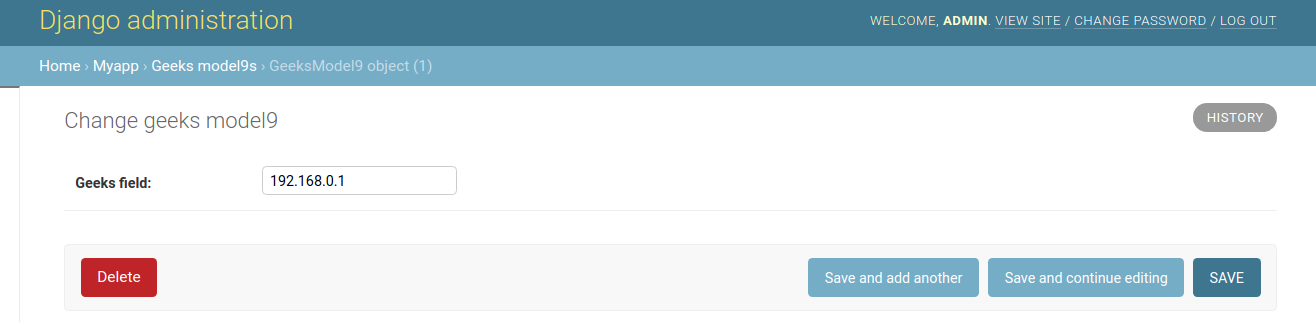 Django administration
WELCOME, ADMIN. VIEW SITE / CHANGE PASSWORD / LOG OUT
Home › Myapp › Geeks model9s › GeeksModel9 object (1)
Change geeks model9
HISTORY
Geeks field:
192.168.0.1
Delete
Save and add another
Save and continue editing
SAVE